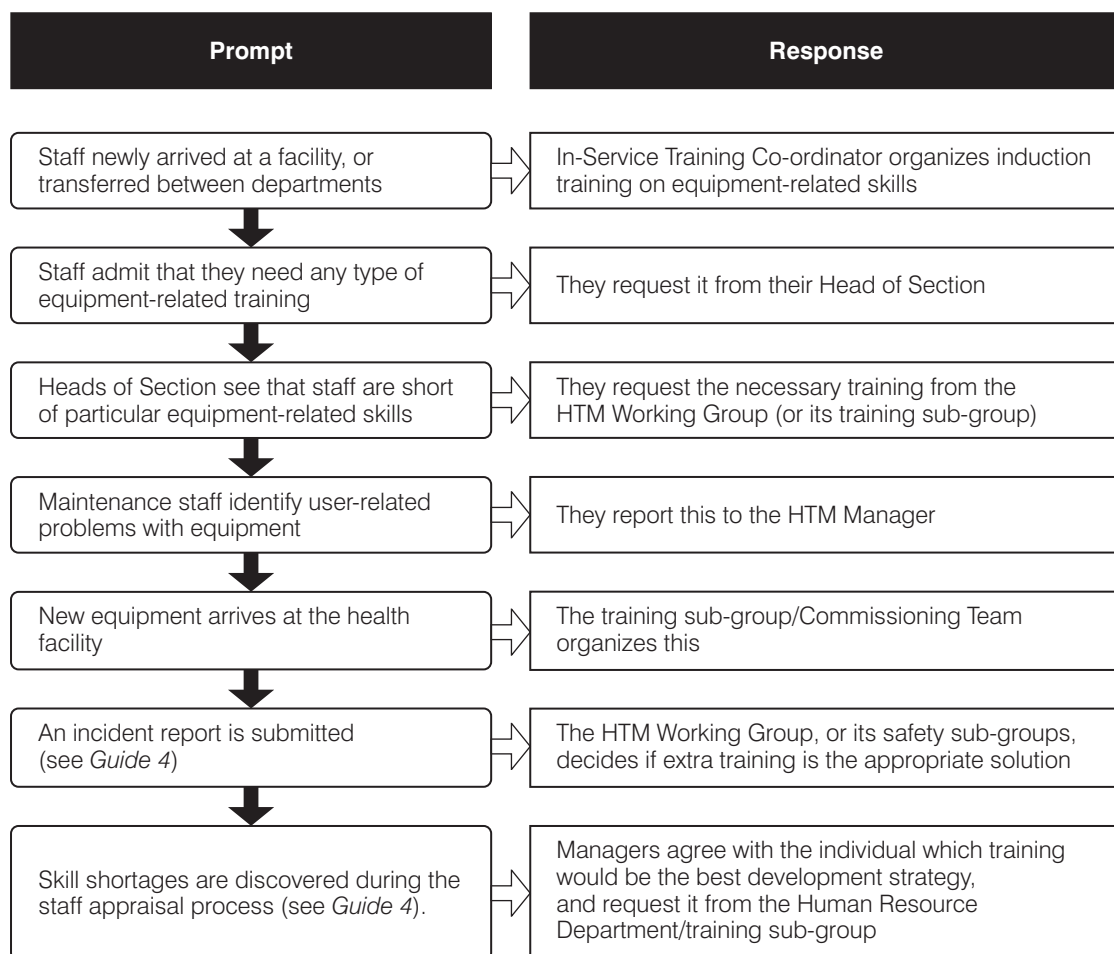 Prompt
Response
Staff newly arrived at a facility, or
transferred between departments
In-Service Training Co-ordinator organizes induction
training on equipment-related skills
Staff admit that they need any type of
equipment-related training
They request it from their Head of Section
Heads of Section see that staff are short
of particular equipment-related skills
They request the necessary training from the
HTM Working Group (or its training sub-group)
Maintenance staff identify user-related
problems with equipment
They report this to the HTM Manager
New equipment arrives at the health
facility
The training sub-group/Commissioning Team
organizes this
An incident report is submitted
(see Guide 4)
The HTM Working Group, or its safety sub-groups,
decides if extra training is the appropriate solution
Skill shortages are discovered during the
staff appraisal process (see Guide 4).
Managers agree with the individual which training
would be the best development strategy,
and request it from the Human Resource
Department/training sub-group